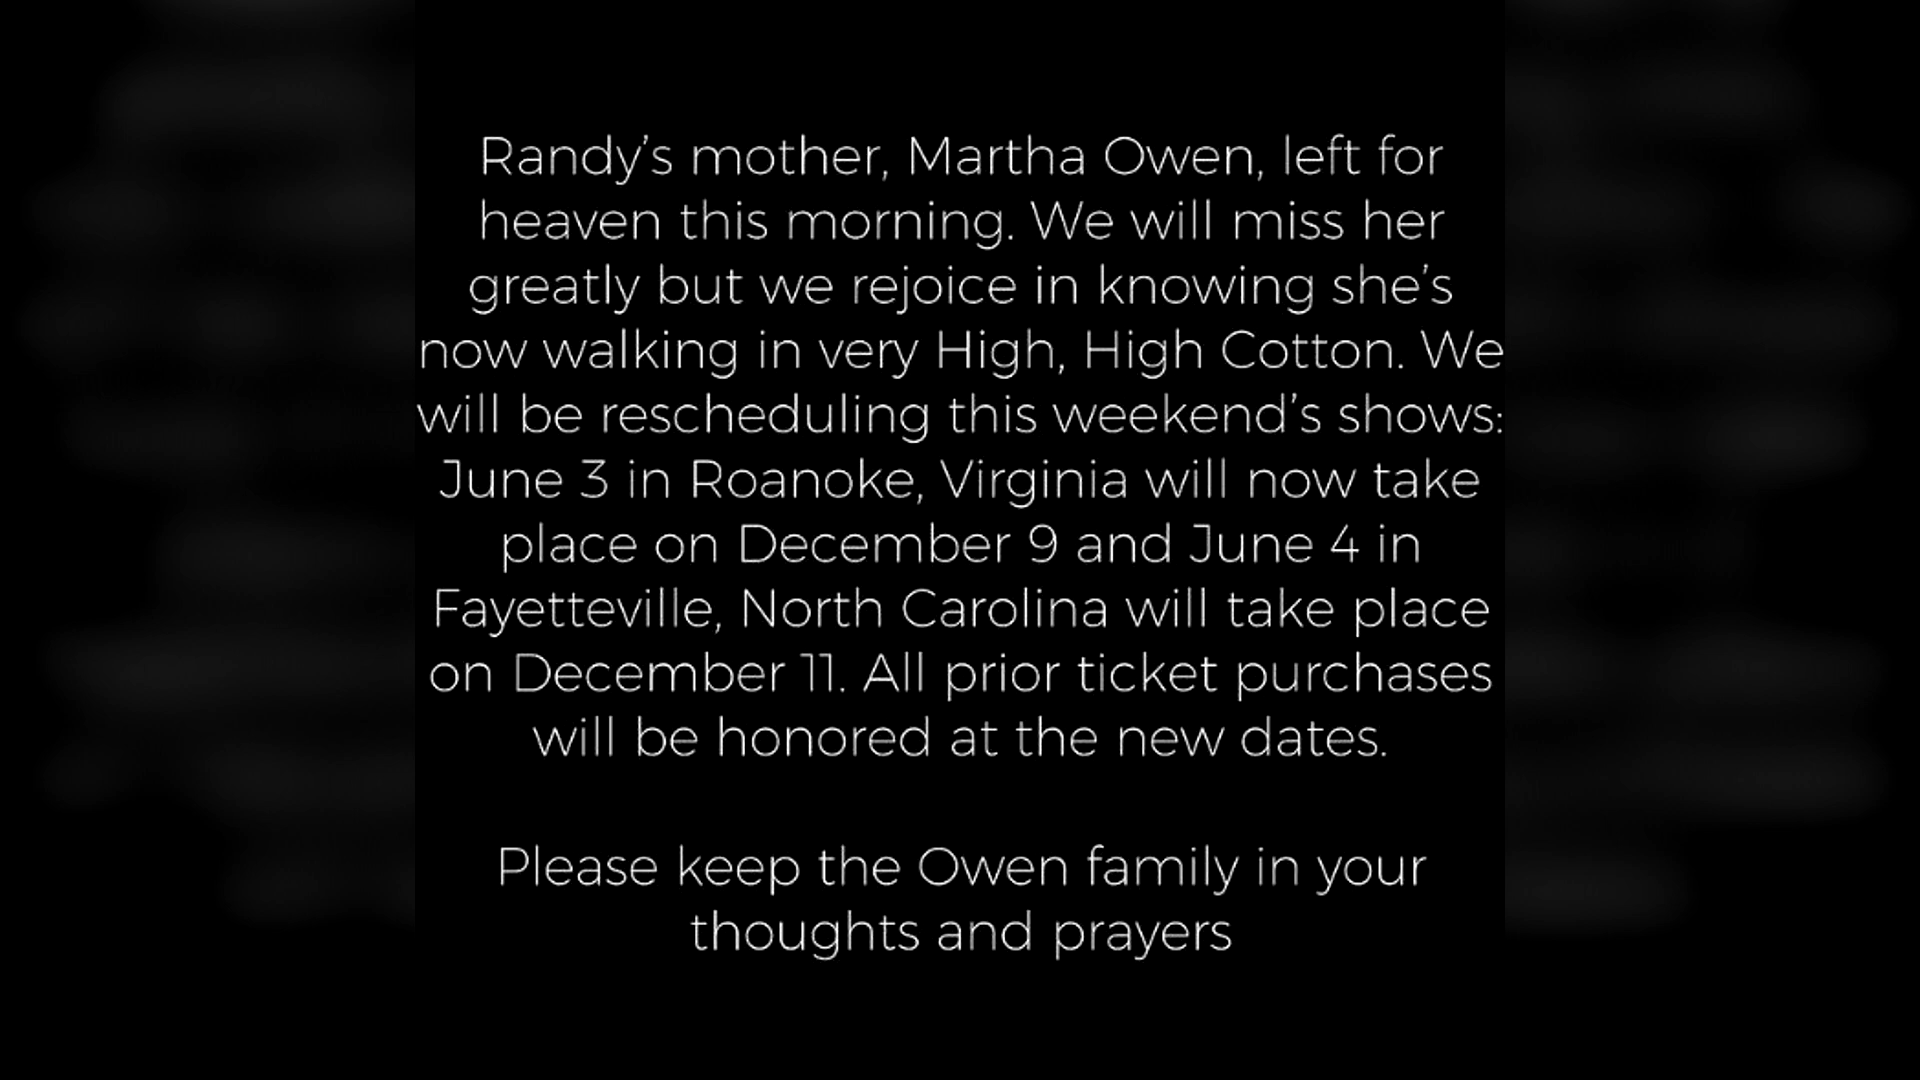 Randy’s mother, Martha Owen, left for
heaven this morning. We will miss her
greatly but we rejoice in knowing she’s
now walking in very High, High Cotton. We
will be rescheduling this weekend’s shows:
June 3 in Roanoke, Virginia will now take
place on December 9 and June 4 in
Fayetteville, North Carolina will take place
on December 11. All prior ticket purchases
will be honored at the new dates.
Please keep the Owen family in your
thoughts and prayers